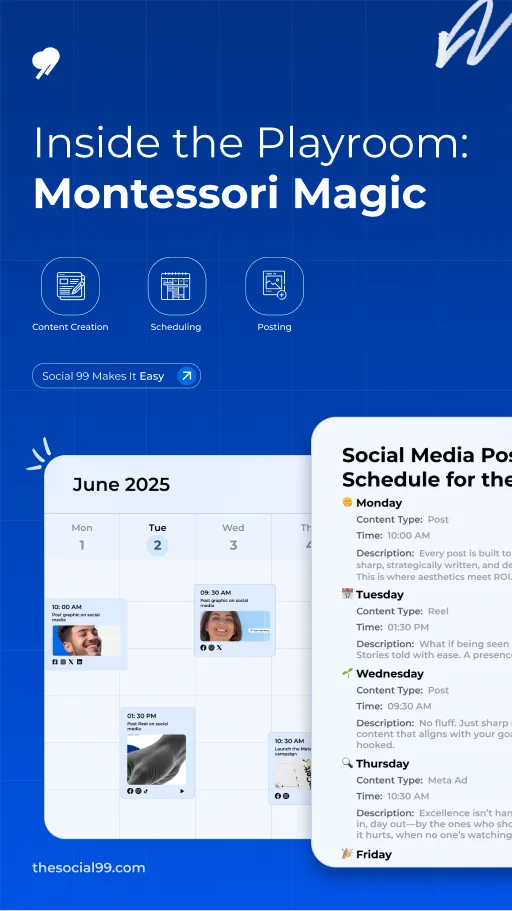 Inside the Playroom:
Montessori Magic
Content Creation
Scheduling
Posting
Social 99 Makes It Easy
June 2025
Mon
Tue
Wed
Th
1
2
3
4
10: 00 AM
Post graphic on social
media
09: 30 AM
Post graphic on social
media
01: 30 PM
Post Reel on social
media
10: 30 AM
Launch the Meta
campaign
Social Media Pos
Schedule for the
Monday
Content Type: Post
Time: 10:00 AM
Description: Every post is built to
sharp, strategically written, and de
This is where aesthetics meet ROI.
Tuesday
Content Type: Reel
Time: 01:30 PM
Description: What if being seen
Stories told with ease. A presence
Wednesday
Content Type: Post
Time: 09:30 AM
Description: No fluff. Just sharp
content that aligns with your goa
hooked.
Thursday
Content Type: Meta Ad
Time: 10:30 AM
Description: Excellence isn't han
in, day out—by the ones who sho
it hurts, when no one's watching
Friday
thesocial99.com